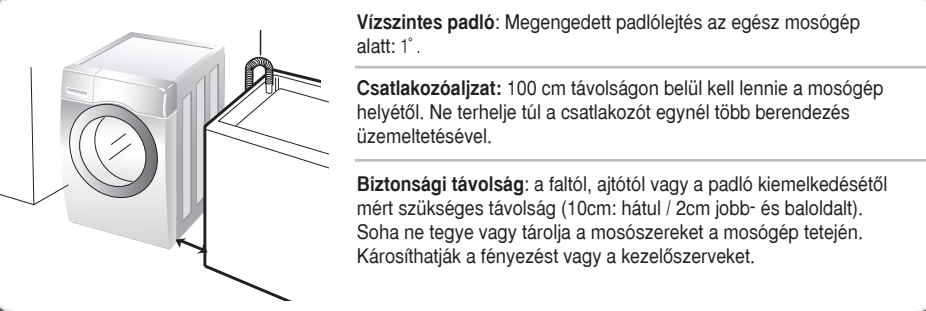 Vízszintes padló: Megengedett padlólejtés az egész mosógép
alatt: 1˚.
Csatlakozóaljzat: 100 cm távolságon belül kell lennie a mosógép
helyétől. Ne terhelje túl a csatlakozót egynél több berendezés
üzemeltetésével.
Biztonsági távolság: a faltól, ajtótól vagy a padló kiemelkedésétől
mért szükséges távolság (10cm: hátul / 2cm jobb- és baloldalt).
Soha ne tegye vagy tárolja a mosószereket a mosógép tetején.
Károsíthatják a fényezést vagy a kezelőszerveket.